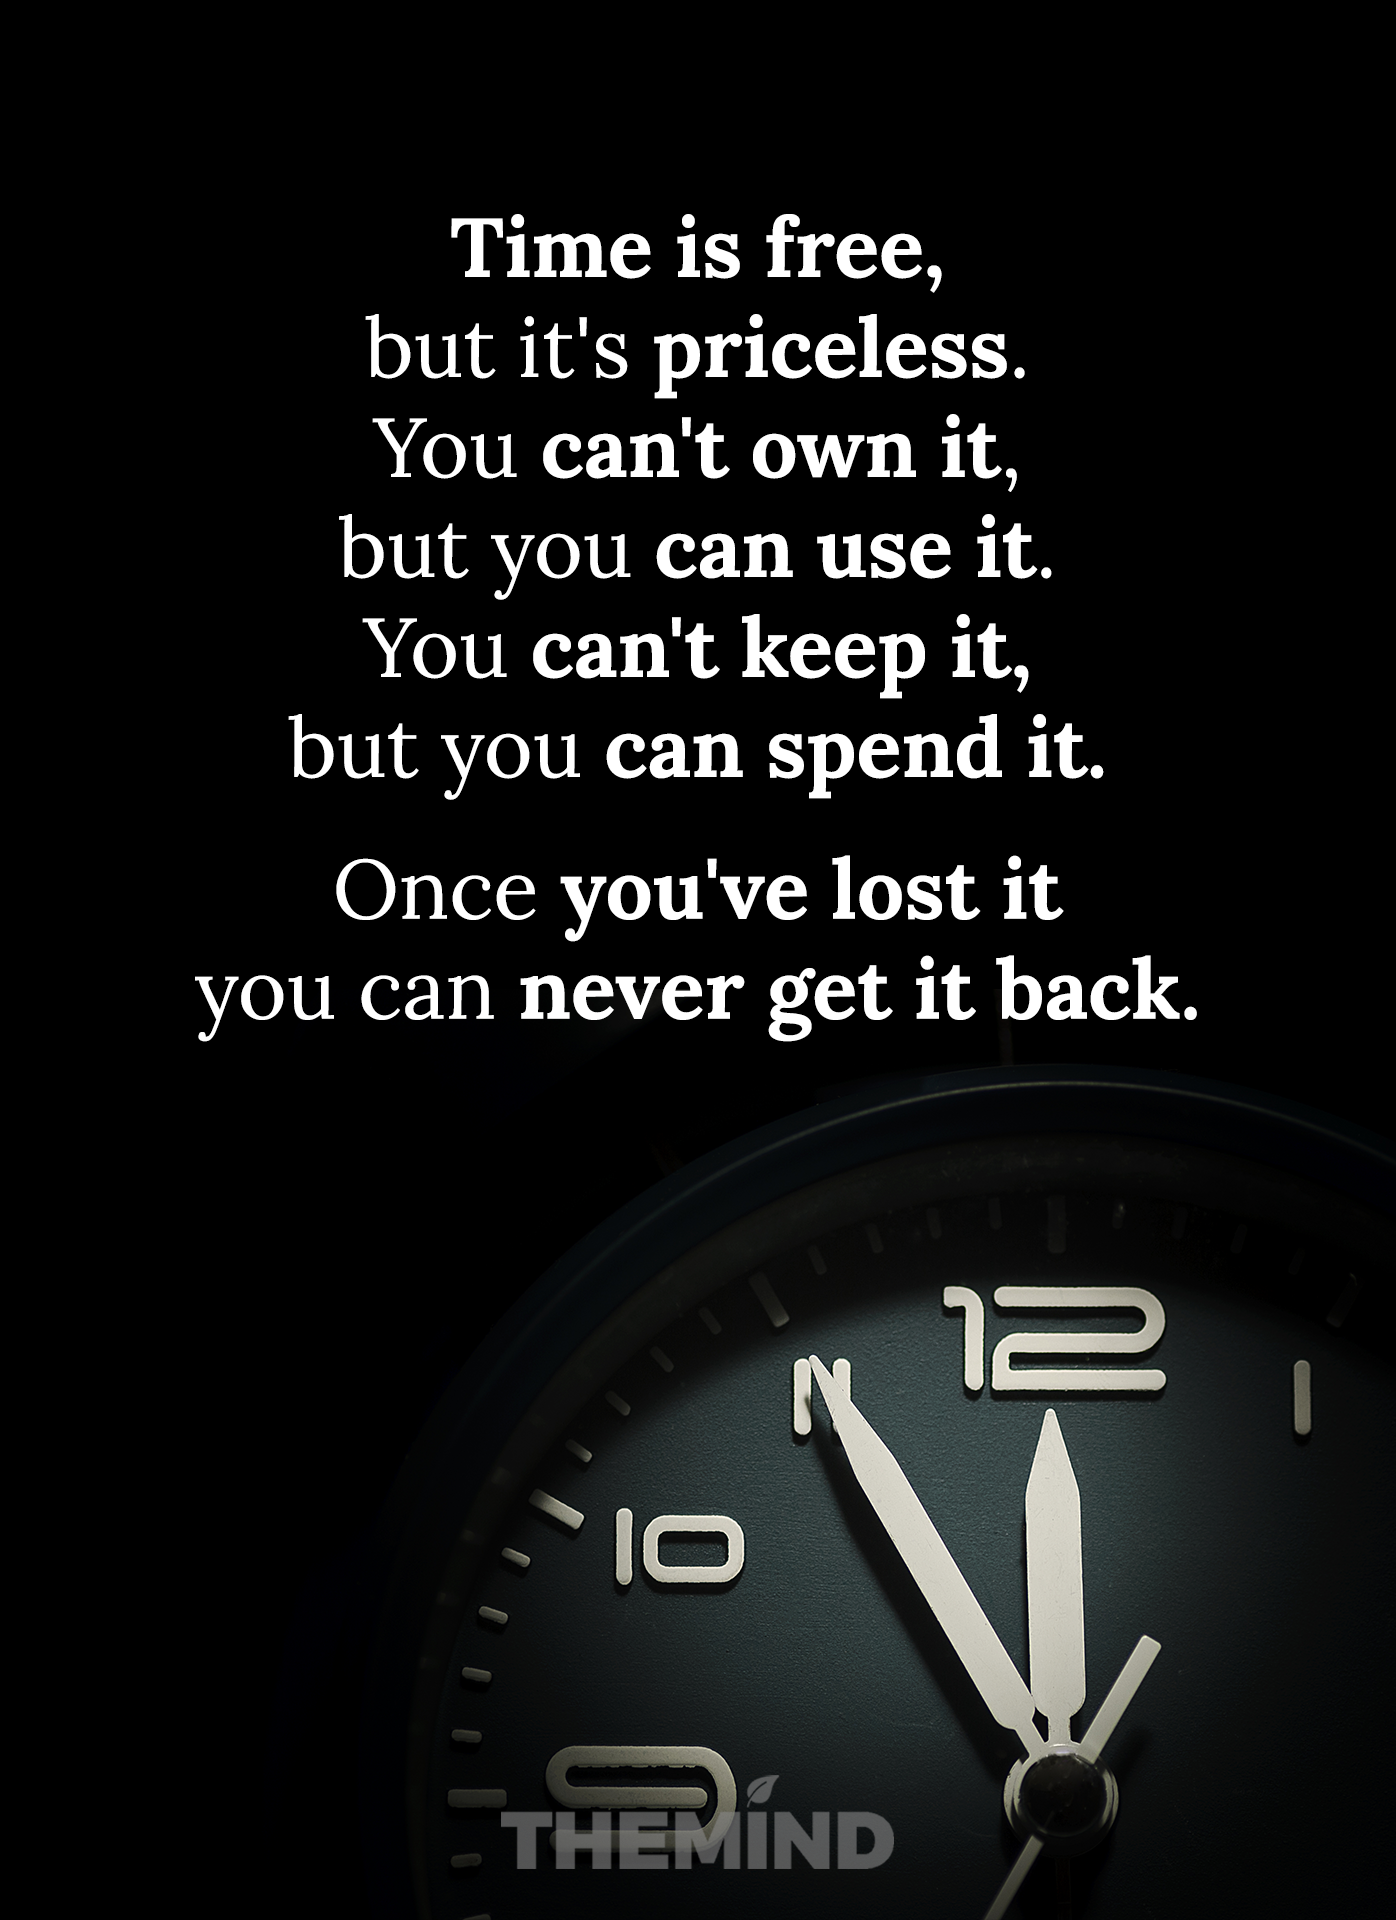 Time is free,
but it's priceless.
You can't own it,
but you can use it.
You can't keep it,
but you can spend it.
Once you've lost it
you can never get it back.
12
1
10
9
THEMIND